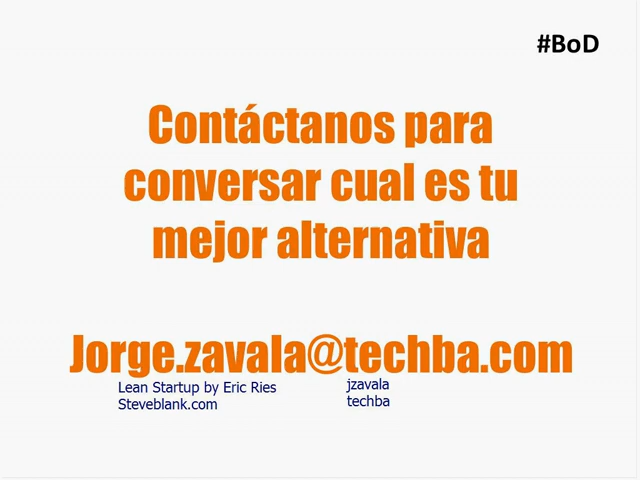 #BoD
Contáctanos para
conversar cual es tu
mejor alternativa
Jorge.zavala@techba.com
Lean Startup by Eric Ries
Steveblank.com
jzavala
techba